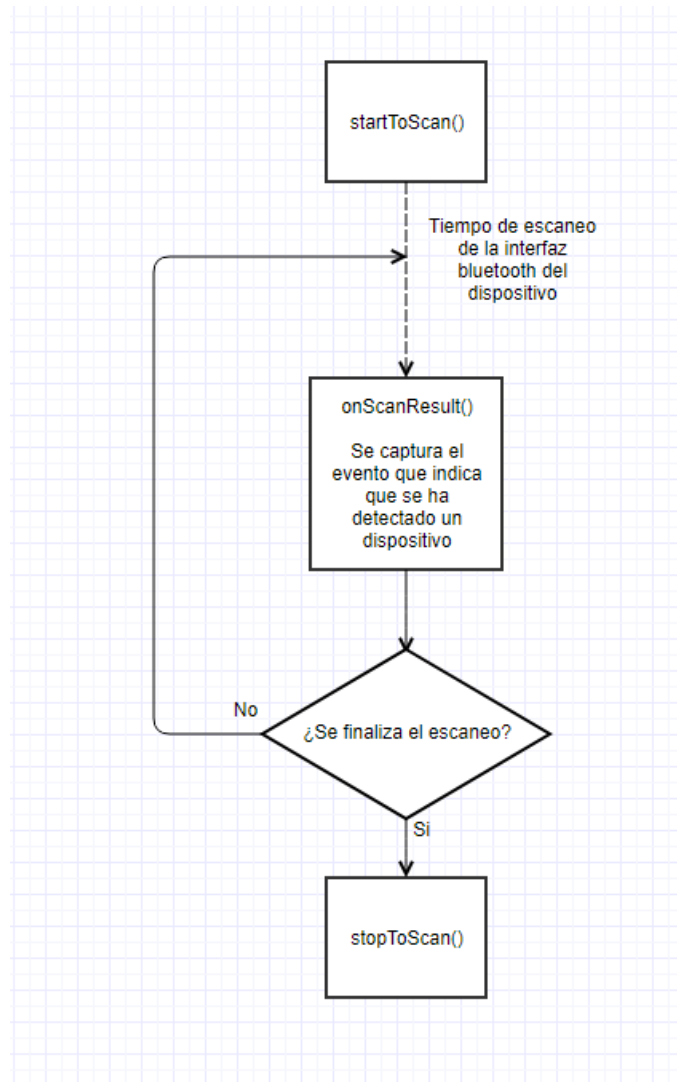 startToScan()
Tiempo de escaneo
de la interfaz
bluetooth del
dispositivo
onScanResult()
Se captura el
evento que indica
que se ha
detectado un
dispositivo
No
¿Se finaliza el escaneo?
Si
stopToScan()